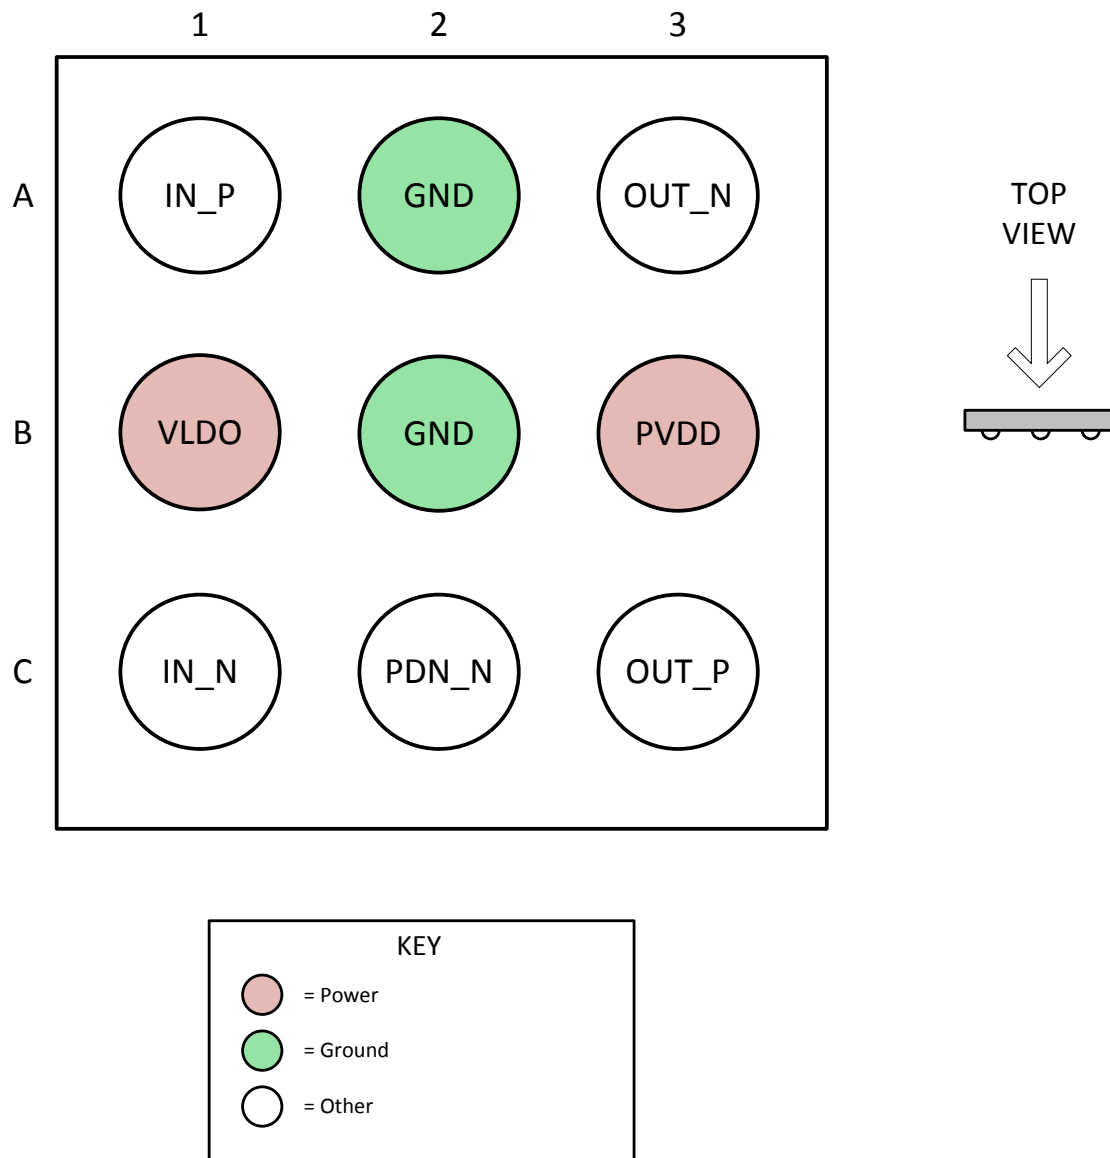 1 2 3
A IN_P GND OUT_N
TOP
VIEW
B VLDO GND PVDD
C IN_N PDN_N OUT_P
KEY
= Power
= Ground
= Other